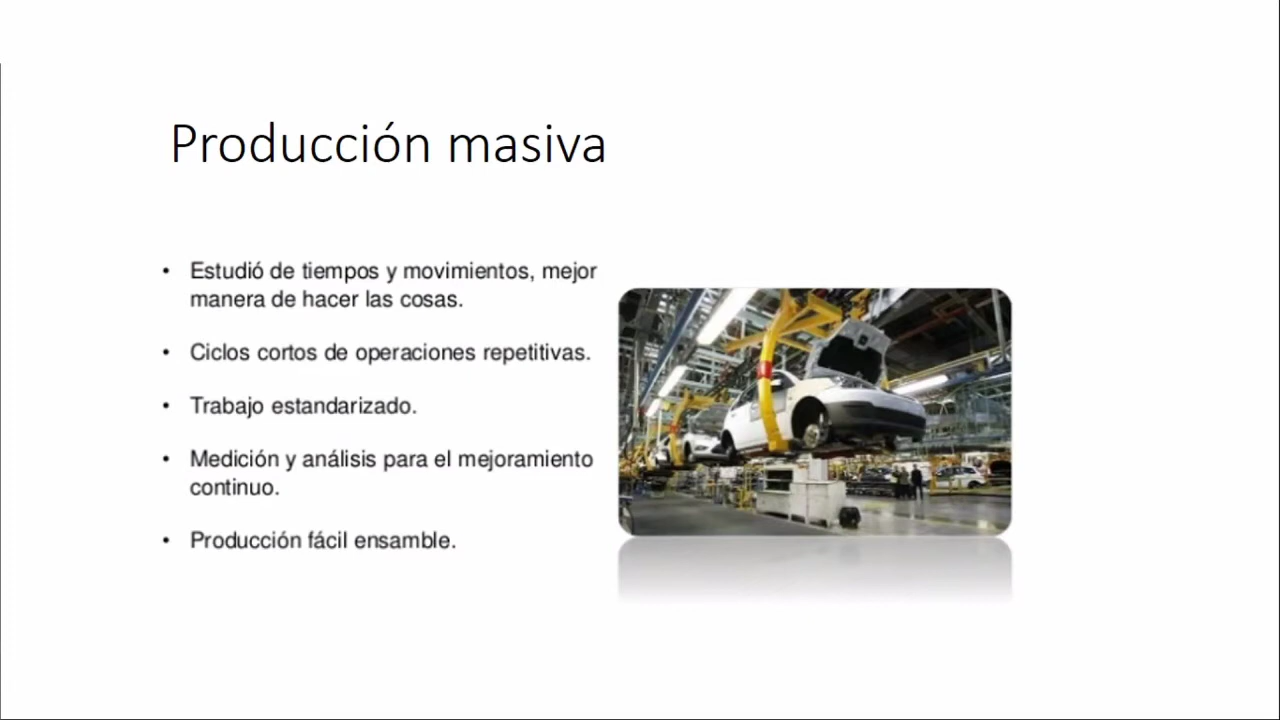 Producción masiva
• Estudió de tiempos y movimientos, mejor
manera de hacer las cosas.
• Ciclos cortos de operaciones repetitivas.
• Trabajo estandarizado.
• Medición y análisis para el mejoramiento
continuo.
• Producción fácil ensamble.